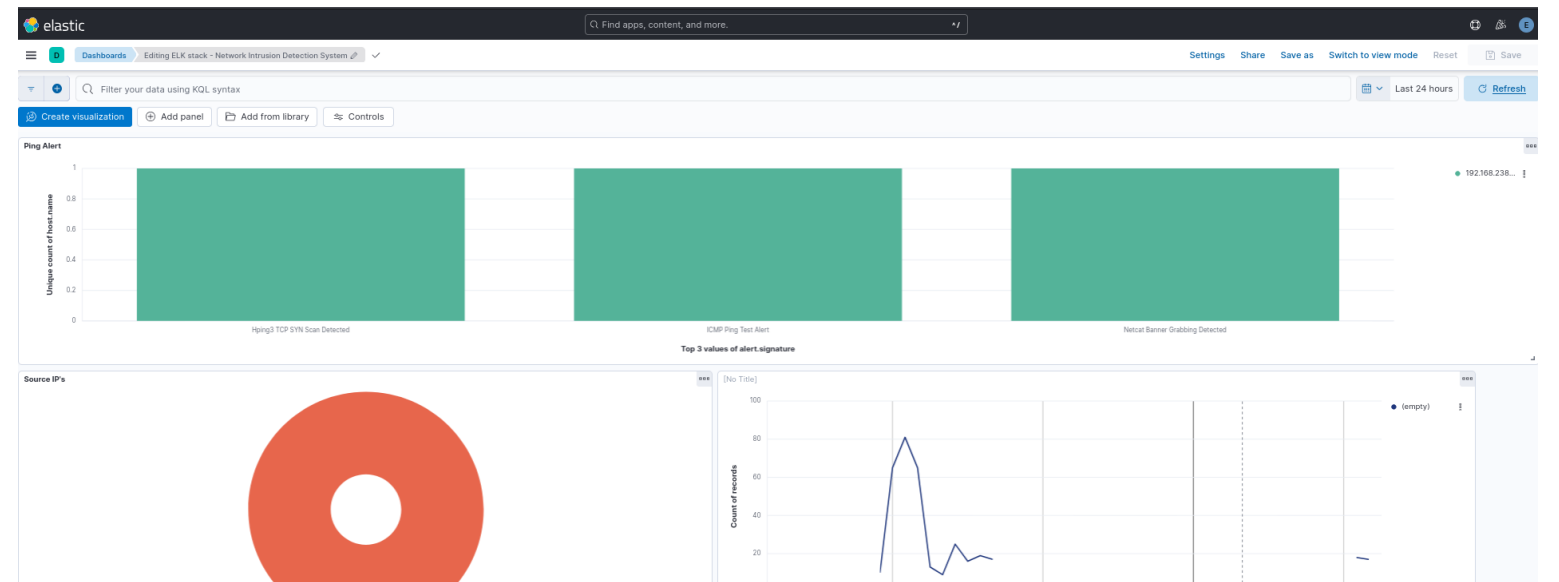 elastic
Find apps, content, and more.
^/
E
D
Dashboards
Editing ELK stack - Network Intrusion Detection System
Settings
Share
Save as
Switch to view mode
Reset
Save
Filter your data using KQL syntax
Last 24 hours
Refresh
Create visualization
Add panel
Add from library
Controls
Ping Alert
1
0.8
0.6
0.4
0.2
0
Unique count of host.name
Hping3 TCP SYN Scan Detected
ICMP Ping Test Alert
Netcat Banner Grabbing Detected
Top 3 values of alert.signature
192.168.238...
Source IP's
[No Title]
100
80
60
40
20
Count of records
(empty)